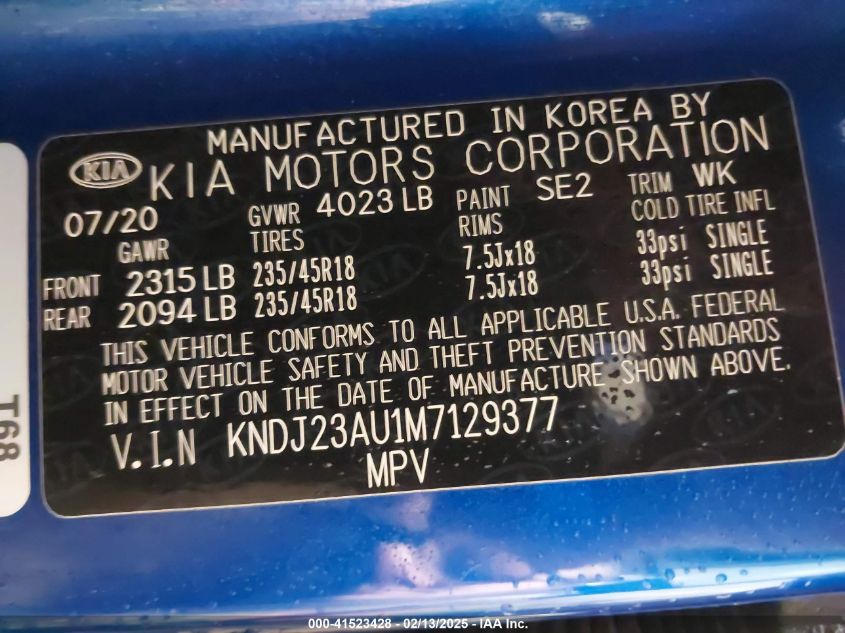 MANUFACTURED IN KOREA BY
KIA KIA MOTORS CORPORATION
07/20 GVWR 4023 LB PAINT SE2 TRIM WK
GAWR TIRES RIMS COLD TIRE INFL
FRONT 2315 LB 235/45R18 7.5Jx18 33psi SINGLE
REAR 2094 LB 235/45R18 7.5Jx18 33psi SINGLE
THIS VEHICLE CONFORMS TO ALL APPLICABLE U.S.A. FEDERAL
MOTOR VEHICLE SAFETY AND THEFT PREVENTION STANDARDS
IN EFFECT ON THE DATE OF MANUFACTURE SHOWN ABOVE.
V.I.N KNDJ23AU1M7129377
MPV
T68
000-41523428 - 02/13/2025 - IAA Inc.